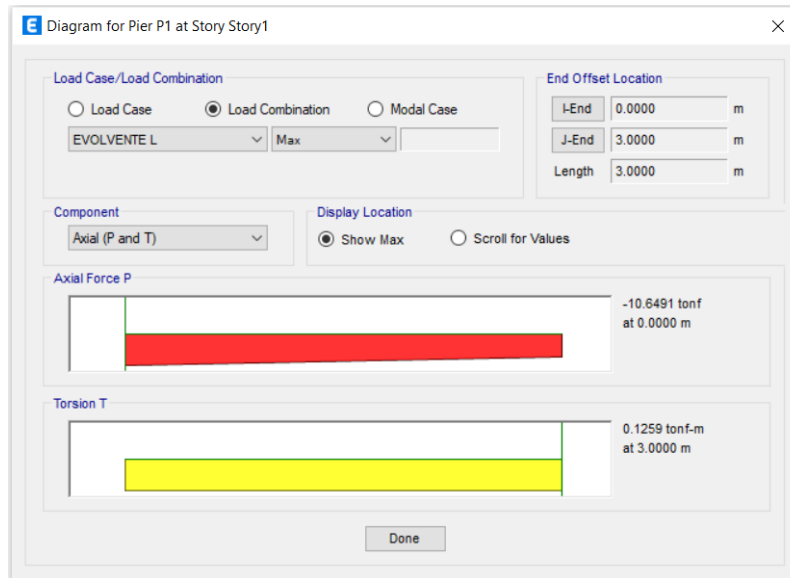 E Diagram for Pier P1 at Story Story1
Load Case/Load Combination
Load Case
Load Combination
Modal Case
EVOLVENTE L
Max
End Offset Location
I-End
0.0000
m
J-End
3.0000
m
Length
3.0000
m
Component
Axial (P and T)
Display Location
Show Max
Scroll for Values
Axial Force P
-10.6491 tonf
at 0.0000 m
Torsion T
0.1259 tonf-m
at 3.0000 m
Done